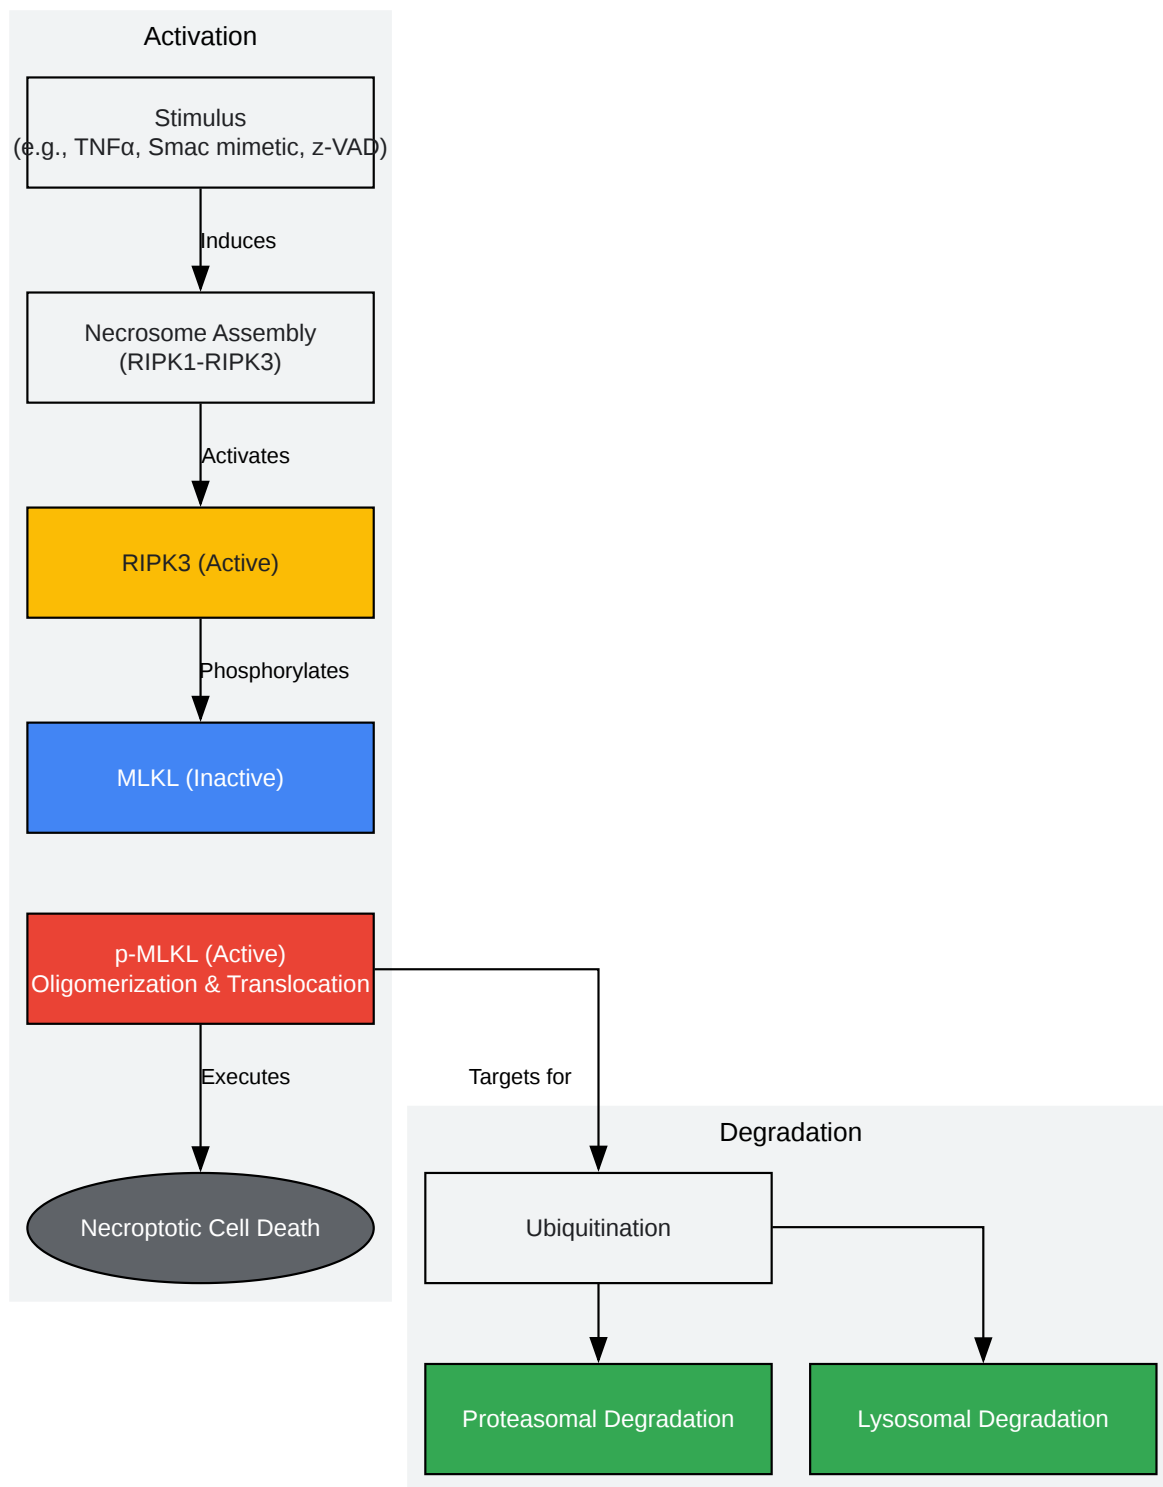 Activation
Stimulus
(e.g., TNFα, Smac mimetic, z-VAD)
Induces
Necrosome Assembly
(RIPK1-RIPK3)
Activates
RIPK3 (Active)
Phosphorylates
MLKL (Inactive)
p-MLKL (Active)
Oligomerization & Translocation
Executes
Targets for
Necroptotic Cell Death
Degradation
Ubiquitination
Proteasomal Degradation
Lysosomal Degradation